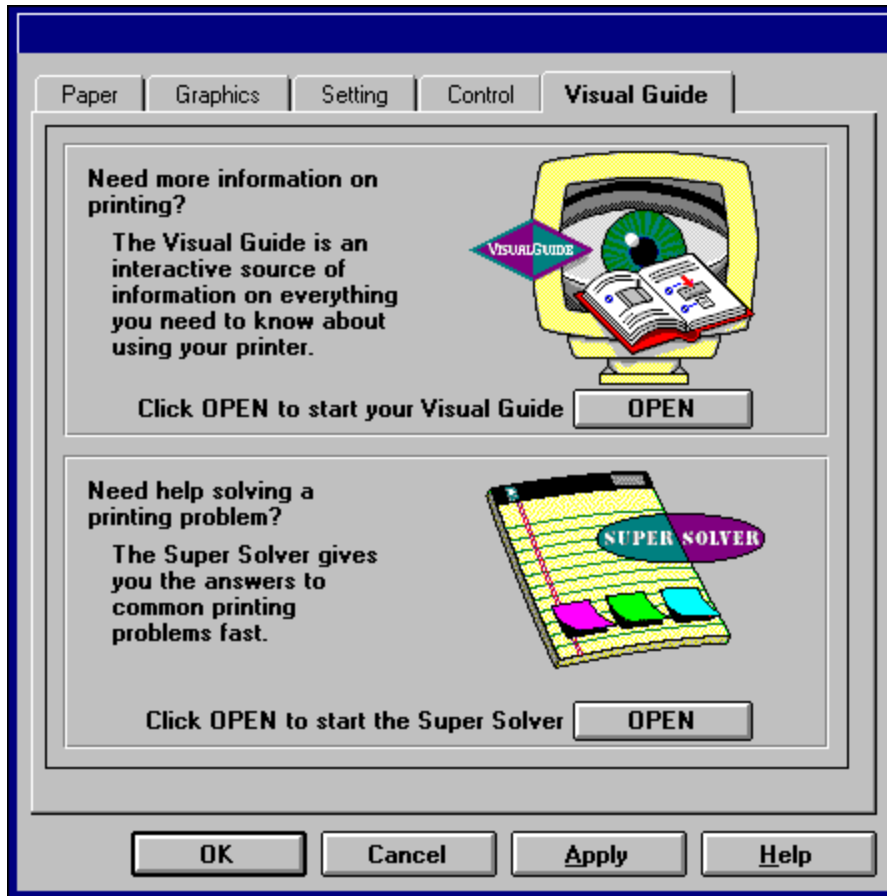 Paper Graphics Setting Control Visual Guide
Need more information on
printing?
The Visual Guide is an
interactive source of
information on everything
you need to know about
using your printer.
VISUALGUIDE
Click OPEN to start your Visual Guide OPEN
Need help solving a
printing problem?
The Super Solver gives
you the answers to
common printing
problems fast.
SUPER SOLVER
Click OPEN to start the Super Solver OPEN
OK Cancel Apply Help